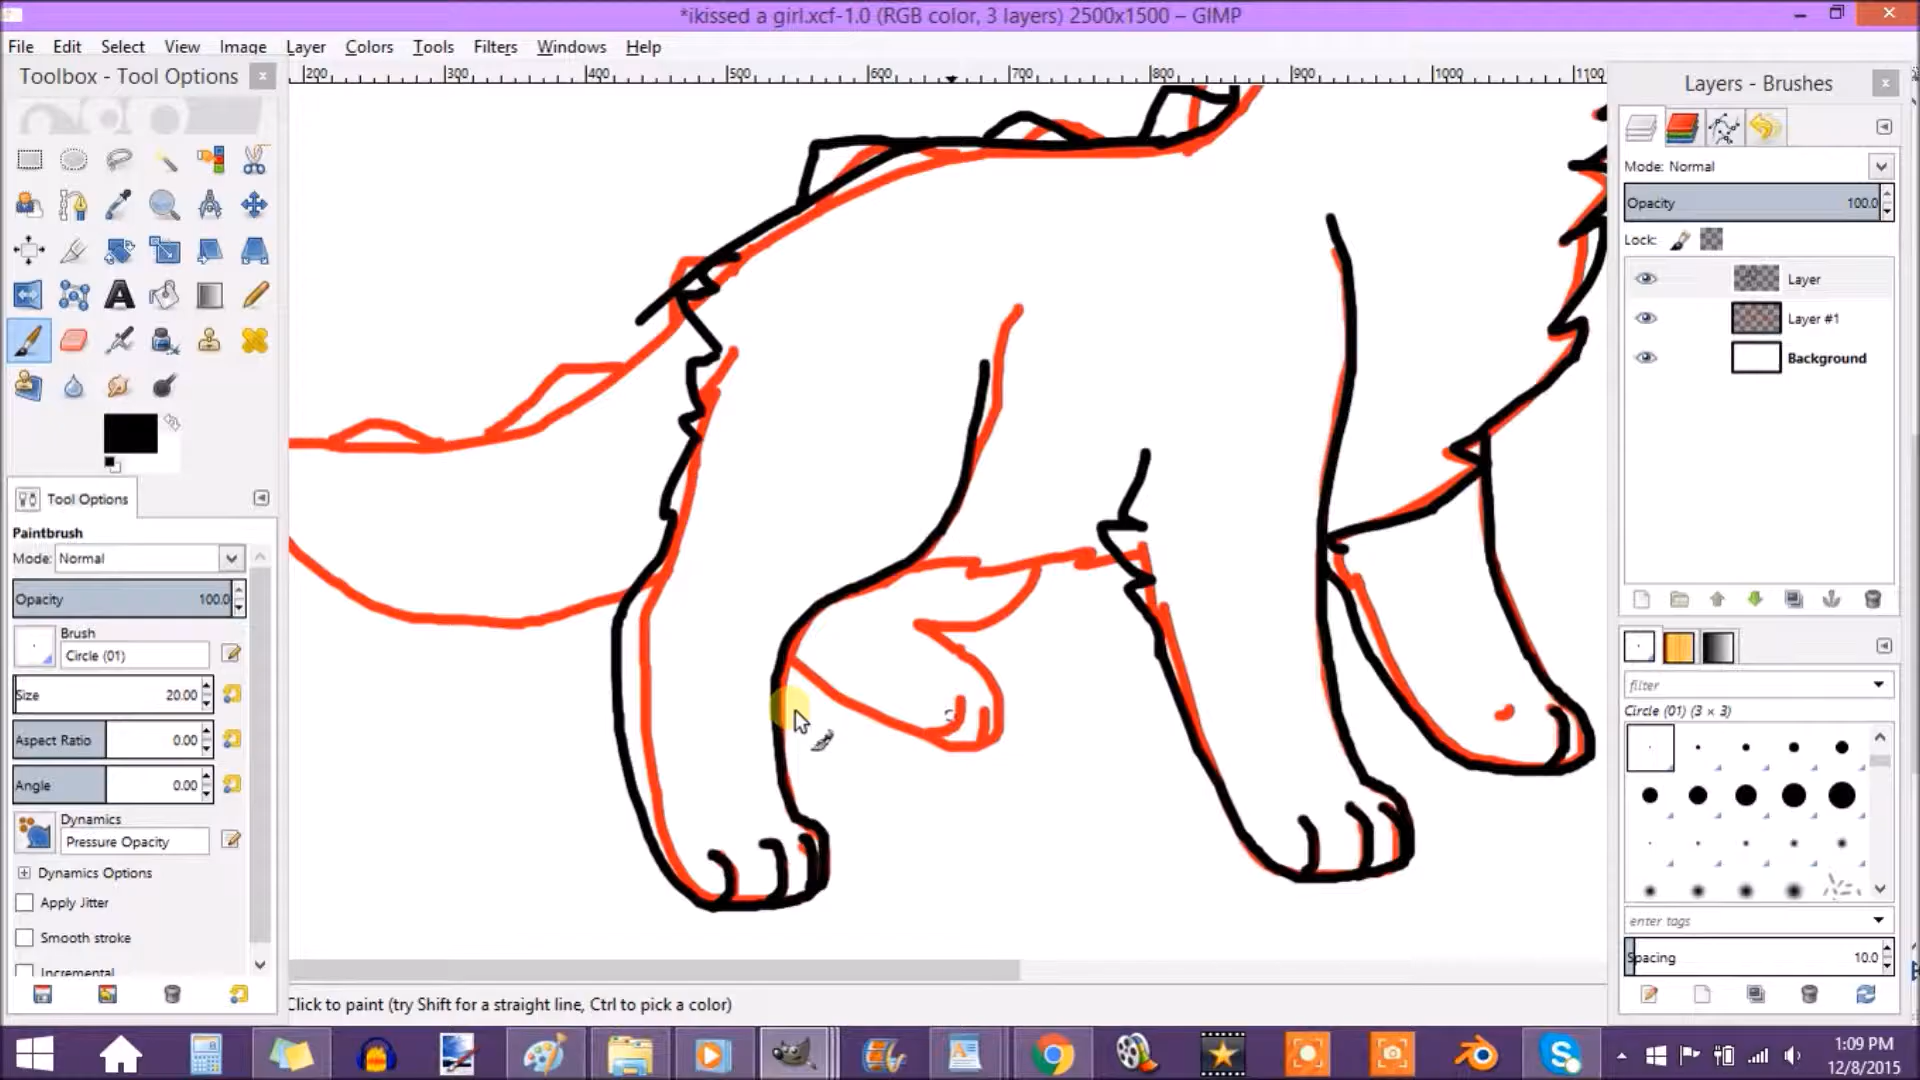 *ikissed a girl.xcf-1.0 (RGB color, 3 layers) 2500x1500 – GIMP
File Edit Select View Image Layer Colors Tools Filters Windows Help
Toolbox - Tool Options
200 300 400 500 600 700 800 900 1000 1100
Layers - Brushes
Mode: Normal
Opacity 100.0
Lock:
Layer
Layer #1
Background
Tool Options
Paintbrush
Mode: Normal
Opacity 100.0
Brush
Circle (01)
Size 20.00
Aspect Ratio 0.00
Angle 0.00
Dynamics
Pressure Opacity
Dynamics Options
Apply Jitter
Smooth stroke
Incremental
filter
Circle (01) (3 × 3)
enter tags
Spacing 10.0
Click to paint (try Shift for a straight line, Ctrl to pick a color)
1:09 PM
12/8/2015